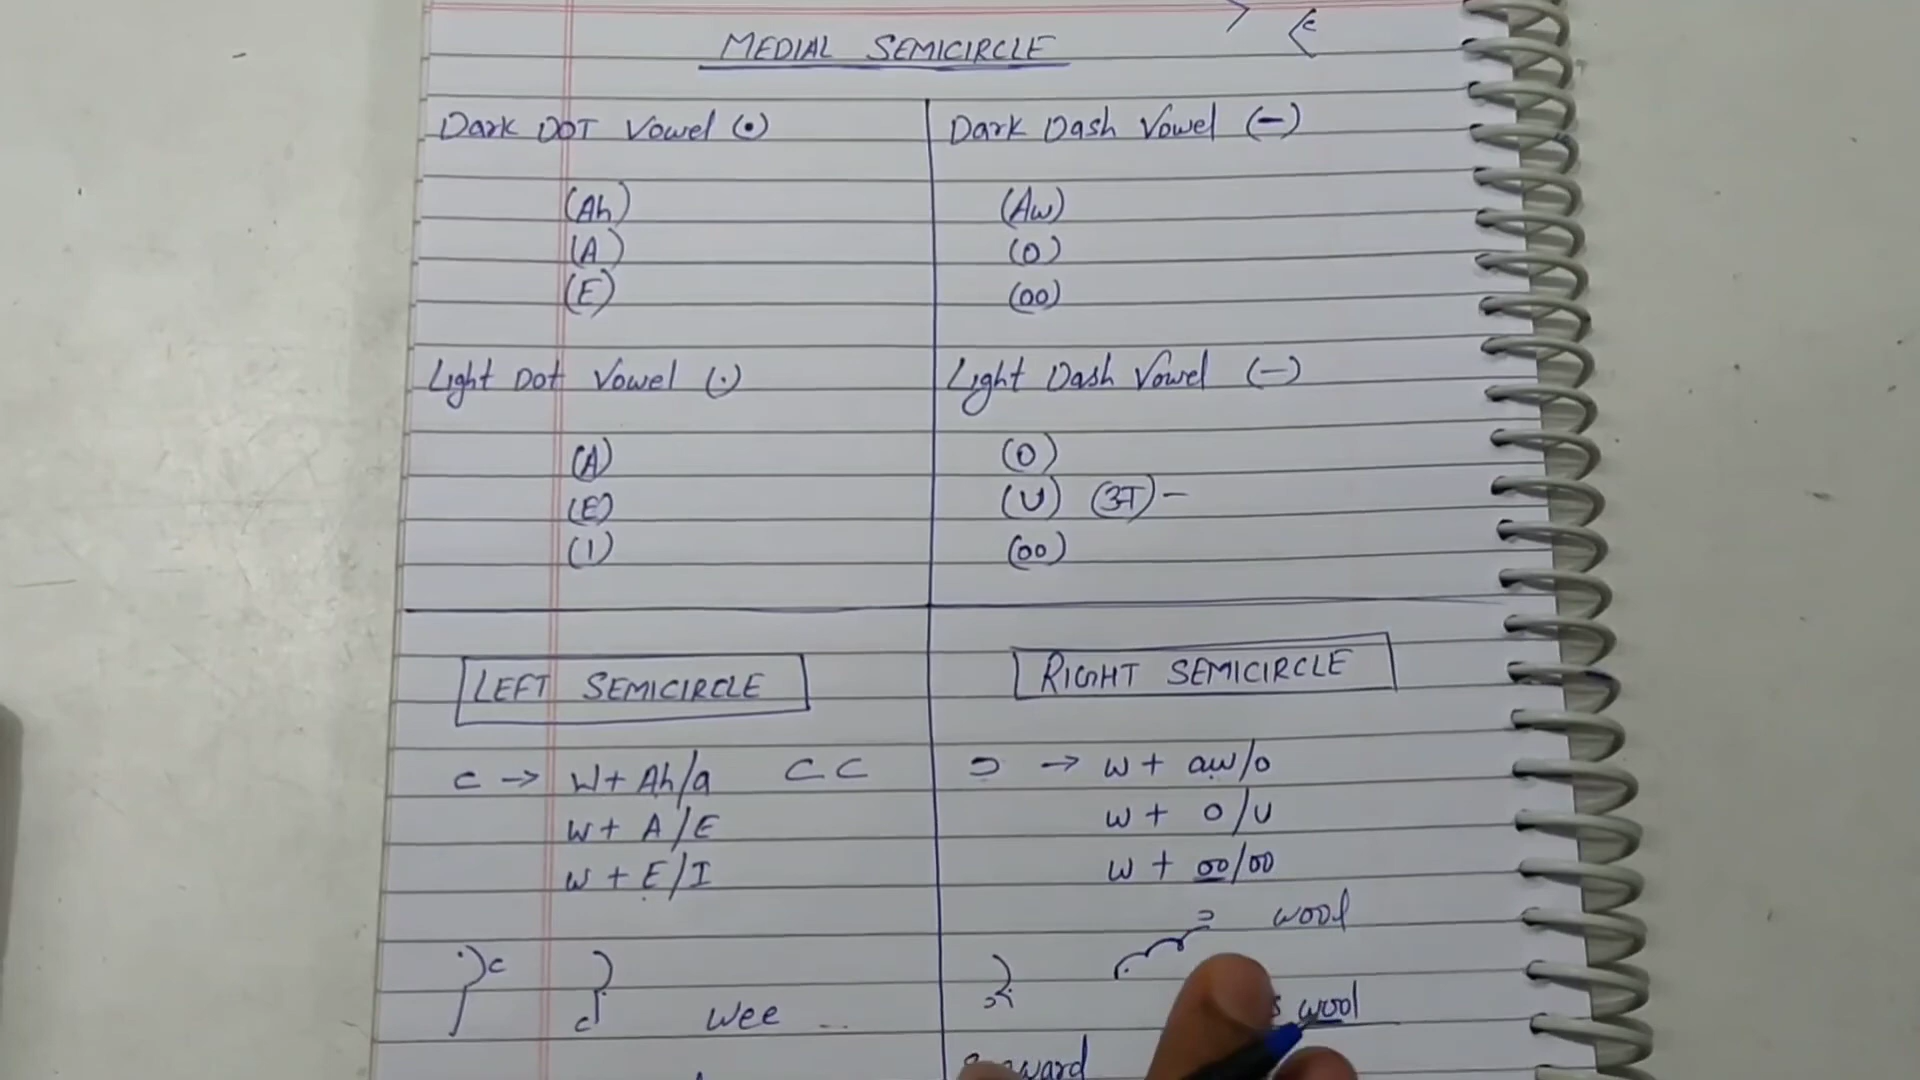 MEDIAL SEMICIRCLE
Dark DOT Vowel (•)
(Ah)
(A)
(E)
Dark Dash Vowel (–)
(Aw)
(O)
(oo)
Light Dot Vowel (.)
(A)
(E)
(I)
Light Dash Vowel (–)
(O)
(U) (अ) –
(oo)
LEFT SEMICIRCLE
c → W + Ah/a c c
W + A/E
W + E/I
Wee
RIGHT SEMICIRCLE
ɔ → w + aw/o
w + O/U
w + oo/oo
wool
wool